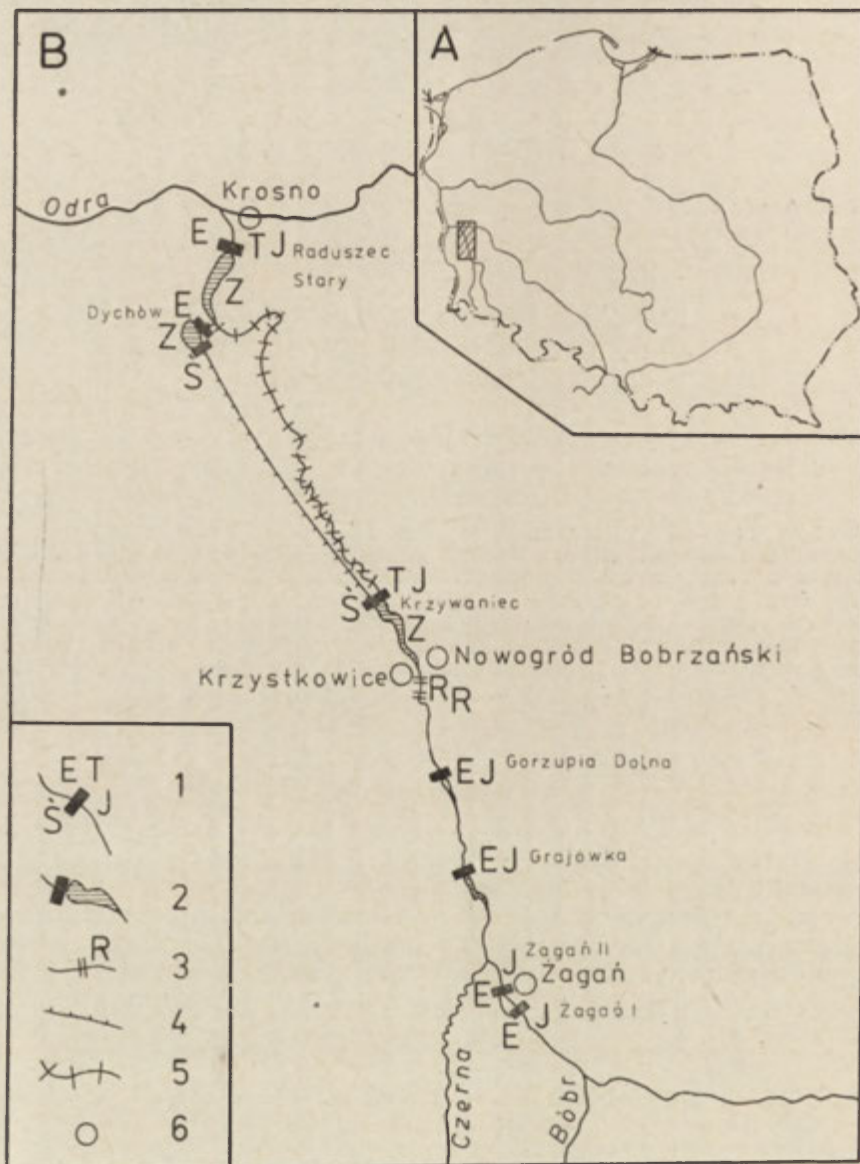 B
A
Odra
Krosno
E
TJ Raduszec
Stary
Z
Dychów
E
Z
S
TJ
Ś
Krzywaniec
Z
Nowogród Bobrzański
Krzystkowice
R
R
EJ Gorzupia Dolna
EJ Grajówka
J Żagań II
Żagań
E
J Żagań I
E
Czerna
Bóbr
E T
Ś J 1
2
R 3
4
5
6